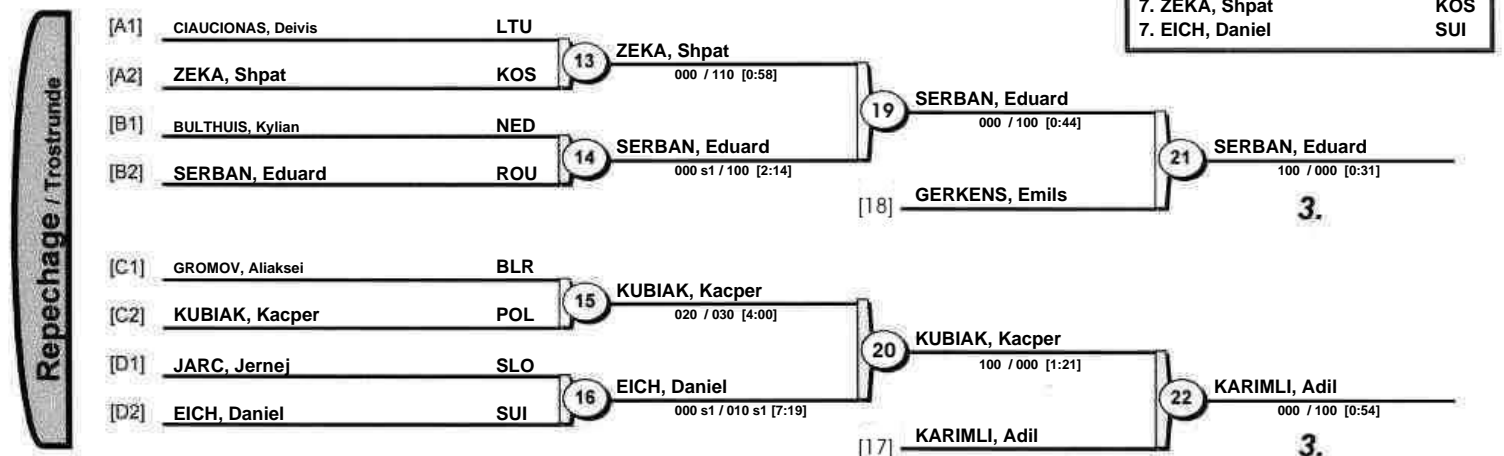 7. ZEKA, Shpat KOS
7. EICH, Daniel SUI
Repechage / Trostrunde
[A1] CIAUCIONAS, Deivis LTU
13 ZEKA, Shpat
000 / 110 [0:58]
[A2] ZEKA, Shpat KOS
19 SERBAN, Eduard
000 / 100 [0:44]
[B1] BULTHUIS, Kylian NED
14 SERBAN, Eduard
000 s1 / 100 [2:14]
[B2] SERBAN, Eduard ROU
21 SERBAN, Eduard
100 / 000 [0:31]
[18] GERKENS, Emils
3.
[C1] GROMOV, Aliaksei BLR
15 KUBIAK, Kacper
020 / 030 [4:00]
[C2] KUBIAK, Kacper POL
20 KUBIAK, Kacper
100 / 000 [1:21]
[D1] JARC, Jernej SLO
16 EICH, Daniel
000 s1 / 010 s1 [7:19]
[D2] EICH, Daniel SUI
22 KARIMLI, Adil
000 / 100 [0:54]
[17] KARIMLI, Adil
3.